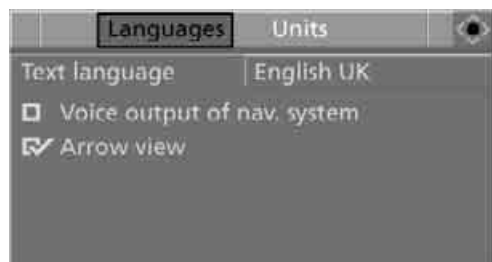 Languages Units
Text language English UK
Voice output of nav. system
Arrow view